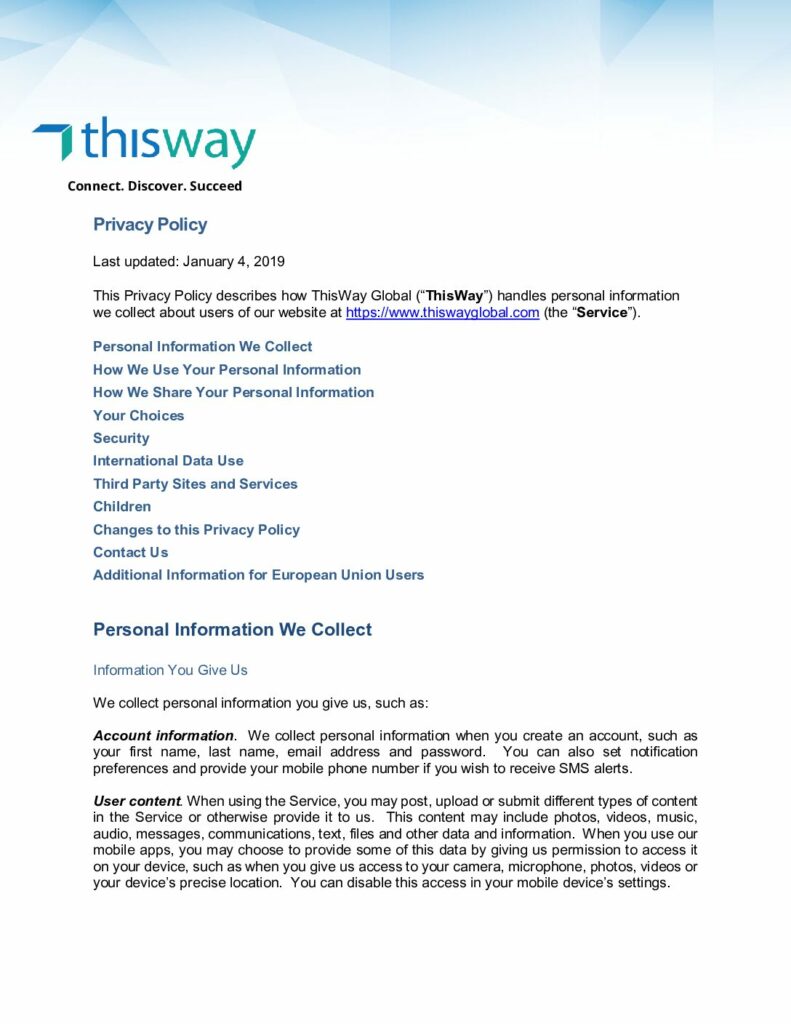 thisway
Connect. Discover. Succeed
Privacy Policy
Last updated: January 4, 2019
This Privacy Policy describes how ThisWay Global (“ThisWay”) handles personal information
we collect about users of our website at https://www.thiswayglobal.com (the “Service”).
Personal Information We Collect
How We Use Your Personal Information
How We Share Your Personal Information
Your Choices
Security
International Data Use
Third Party Sites and Services
Children
Changes to this Privacy Policy
Contact Us
Additional Information for European Union Users
Personal Information We Collect
Information You Give Us
We collect personal information you give us, such as:
Account information. We collect personal information when you create an account, such as
your first name, last name, email address and password. You can also set notification
preferences and provide your mobile phone number if you wish to receive SMS alerts.
User content. When using the Service, you may post, upload or submit different types of content
in the Service or otherwise provide it to us. This content may include photos, videos, music,
audio, messages, communications, text, files and other data and information. When you use our
mobile apps, you may choose to provide some of this data by giving us permission to access it
on your device, such as when you give us access to your camera, microphone, photos, videos or
your device’s precise location. You can disable this access in your mobile device’s settings.